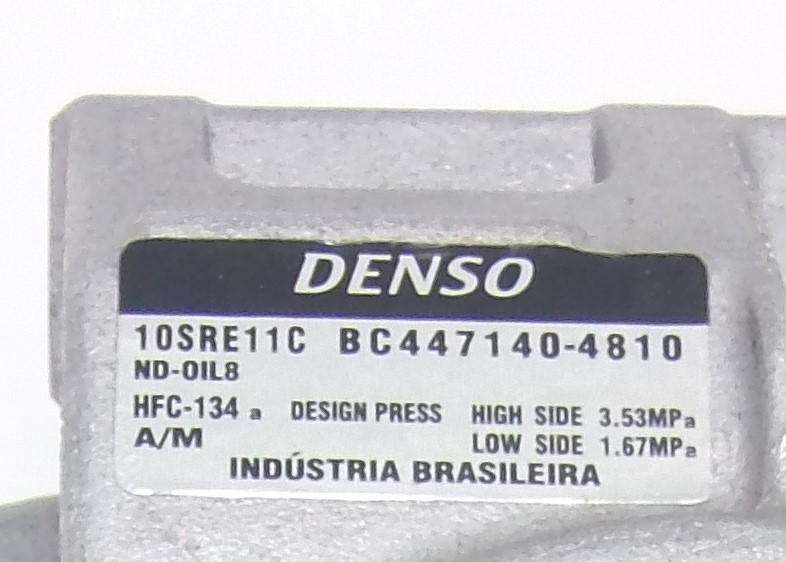 DENSO
10SRE11C BC447140-4810
ND-OIL8
HFC-134a DESIGN PRESS HIGH SIDE 3.53MPa
A/M LOW SIDE 1.67MPa
INDÚSTRIA BRASILEIRA